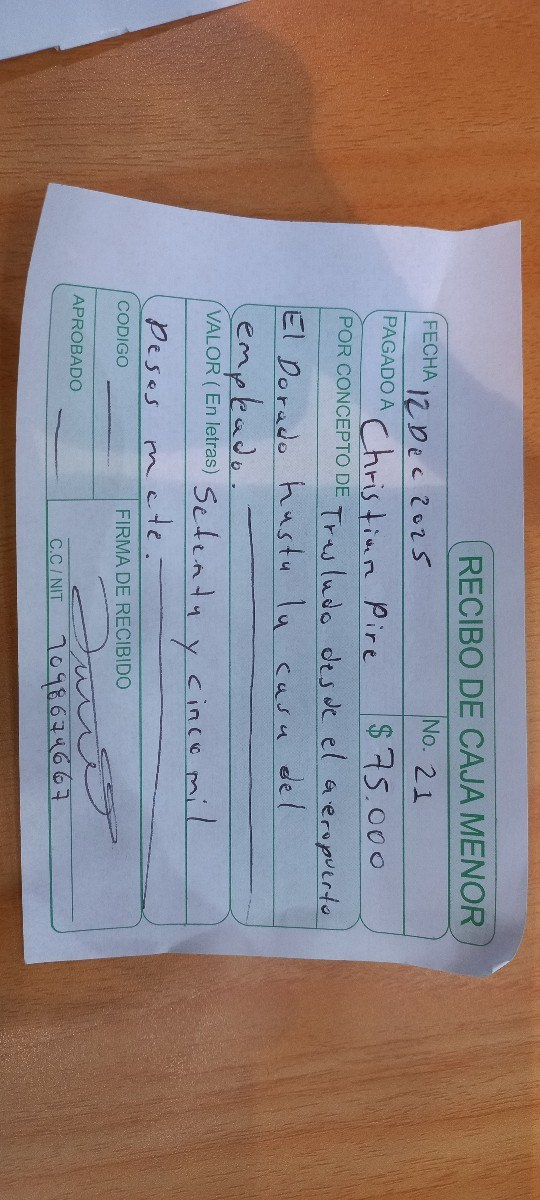 RECIBO DE CAJA MENOR
FECHA 12 Dec 2025 No. 21
PAGADO A Christian Pire $ 75.000
POR CONCEPTO DE Traslado desde el aeropuerto
El Dorado hasta la casa del
empleado.
VALOR ( En letras) Setenta y cinco mil
pesos mcte.
CODIGO — FIRMA DE RECIBIDO
APROBADO — C.C / NIT 1098674667